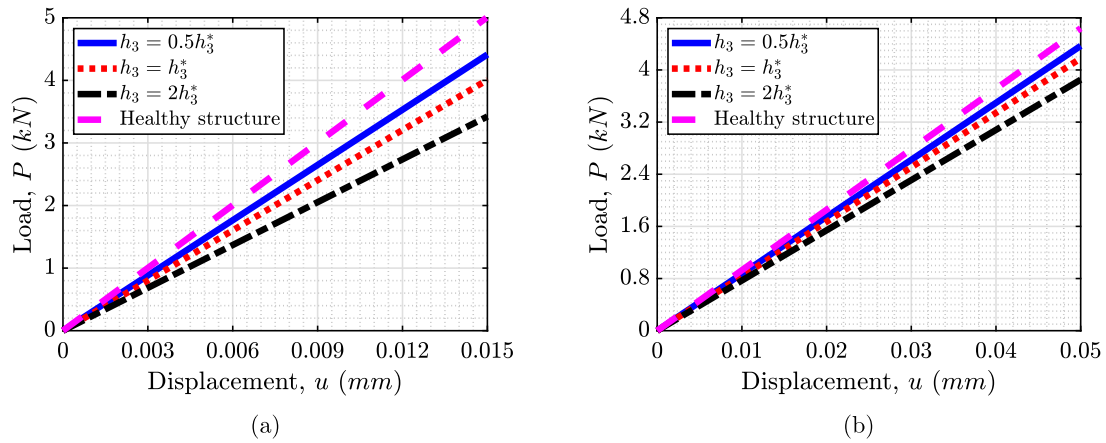 5
4
3
2
1
0
Load, P (kN)
h₃ = 0.5h₃*
h₃ = h₃*
h₃ = 2h₃*
Healthy structure
0 0.003 0.006 0.009 0.012 0.015
Displacement, u (mm)
(a)
4.8
4
3.2
2.4
1.6
0.8
0
Load, P (kN)
h₃ = 0.5h₃*
h₃ = h₃*
h₃ = 2h₃*
Healthy structure
0 0.01 0.02 0.03 0.04 0.05
Displacement, u (mm)
(b)